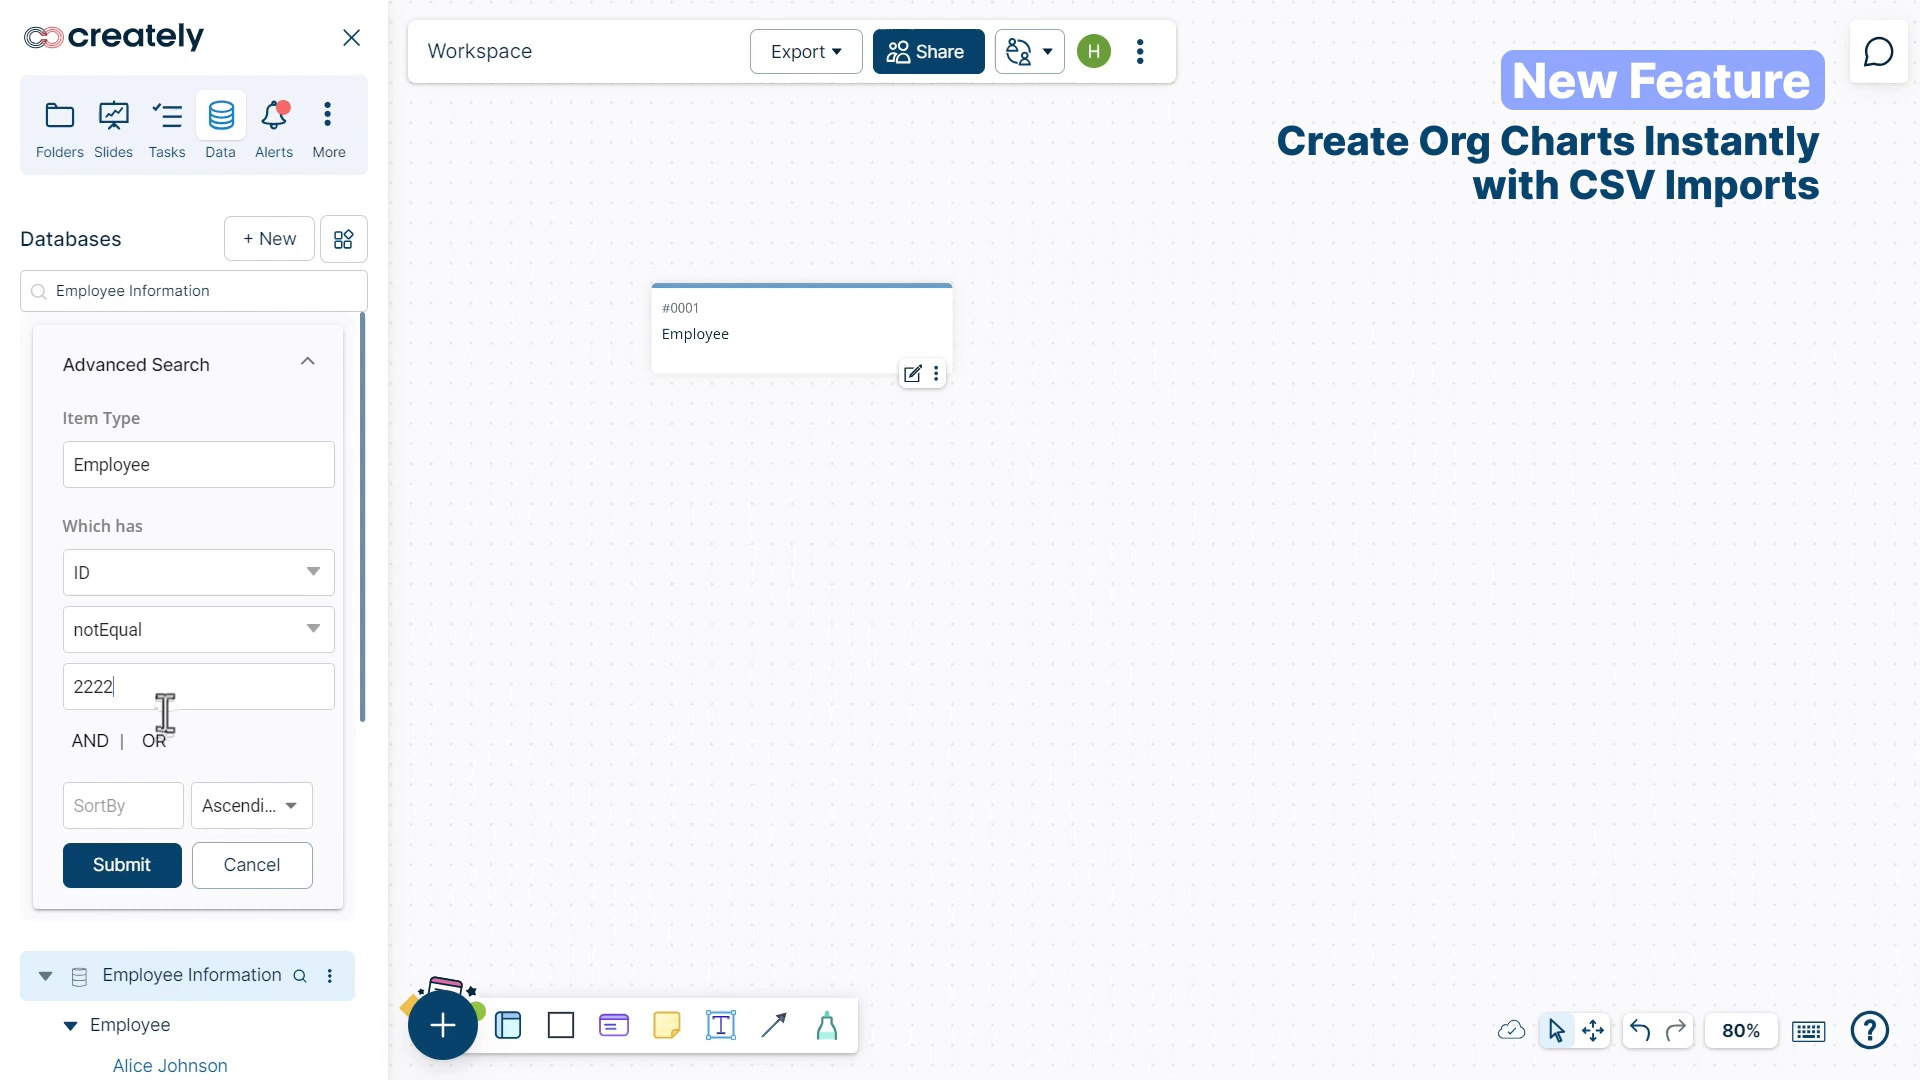 creately
Workspace
Export
Share
H
New Feature
Create Org Charts Instantly
with CSV Imports
Folders
Slides
Tasks
Data
Alerts
More
Databases
+ New
Employee Information
Advanced Search
Item Type
Employee
Which has
ID
notEqual
2222
AND | OR
SortBy
Ascendi...
Submit
Cancel
Employee Information
Employee
Alice Johnson
#0001
Employee
T
80%
?